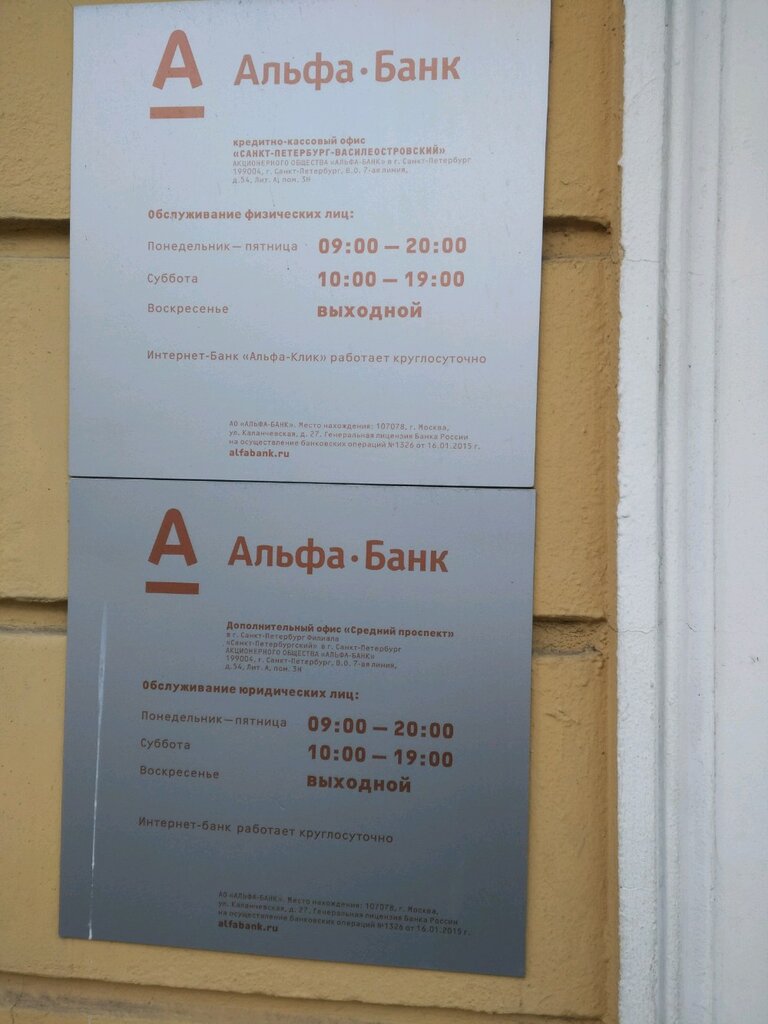 А
Альфа·Банк
кредитно-кассовый офис
«САНКТ-ПЕТЕРБУРГ-ВАСИЛЕОСТРОВСКИЙ»
АКЦИОНЕРНОГО ОБЩЕСТВА «АЛЬФА-БАНК» в г. Санкт-Петербург
199004, г. Санкт-Петербург, В.О. 7-ая линия,
д.54, Лит. А, пом. 3Н
Обслуживание физических лиц:
Понедельник — пятница 09:00 — 20:00
Суббота 10:00 — 19:00
Воскресенье выходной
Интернет-Банк «Альфа-Клик» работает круглосуточно
АО «АЛЬФА-БАНК». Место нахождения: 107078, г. Москва,
ул. Каланчевская, д. 27. Генеральная лицензия Банка России
на осуществление банковских операций №1326 от 16.01.2015 г.
alfabank.ru
А
Альфа·Банк
Дополнительный офис «Средний проспект»
в г. Санкт-Петербург Филиала
«Санкт-Петербургский» в г. Санкт-Петербург
АКЦИОНЕРНОГО ОБЩЕСТВА «АЛЬФА-БАНК»
199004, г. Санкт-Петербург, В.О. 7-ая линия,
д.54, Лит. А, пом. 3Н
Обслуживание юридических лиц:
Понедельник — пятница 09:00 — 20:00
Суббота 10:00 — 19:00
Воскресенье выходной
Интернет-банк работает круглосуточно
АО «АЛЬФА-БАНК». Место нахождения: 107078, г. Москва,
ул. Каланчевская, д. 27. Генеральная лицензия Банка России
на осуществление банковских операций №1326 от 16.01.2015 г.
alfabank.ru